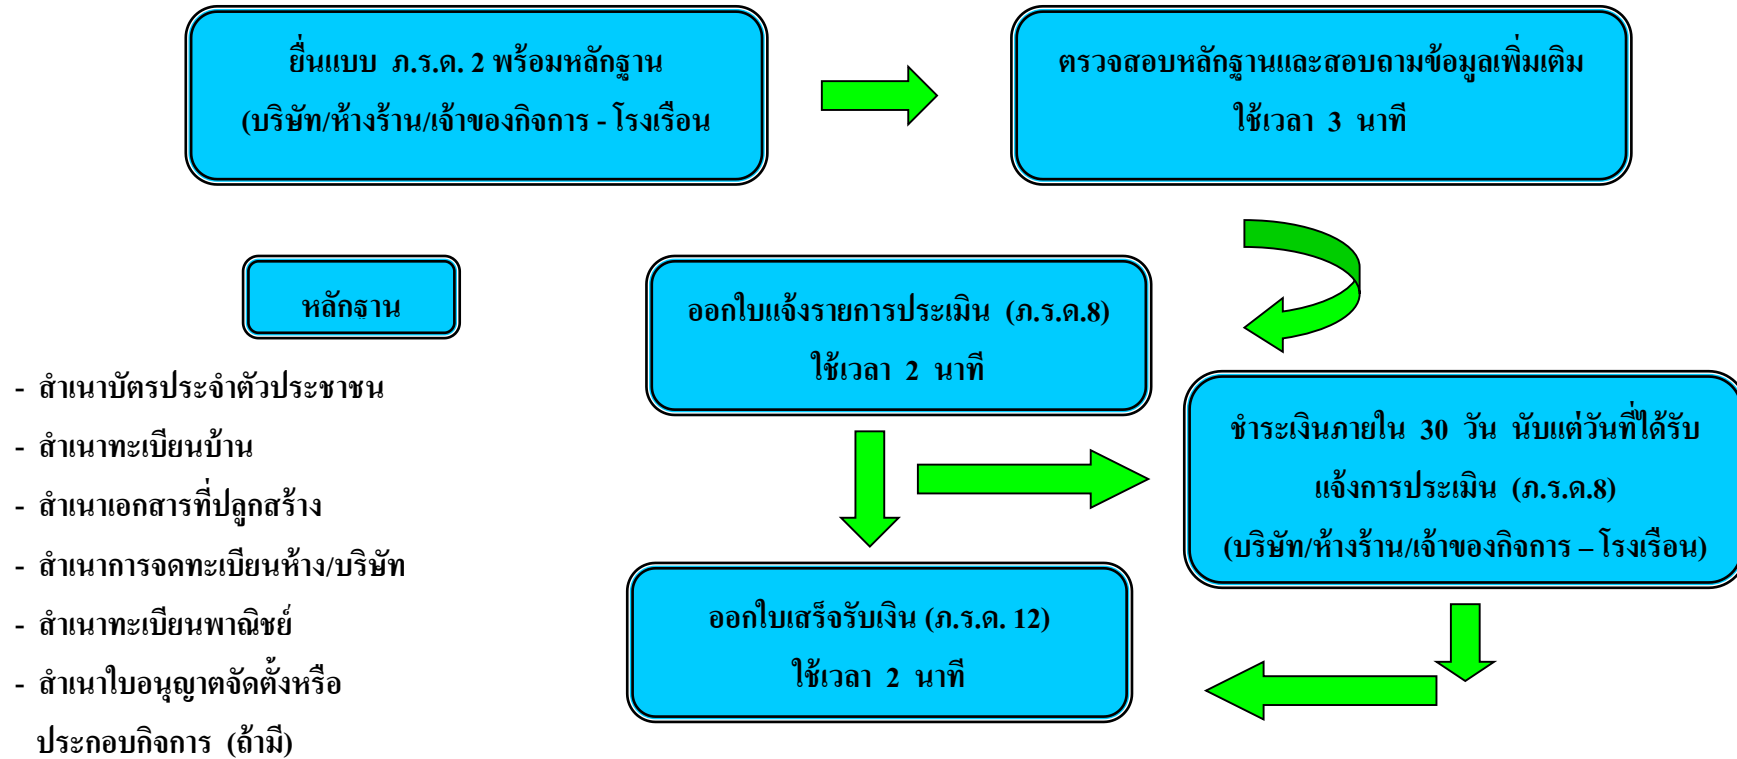 ยื่นแบบ ภ.ร.ด. 2 พร้อมหลักฐาน
(บริษัท/ห้างร้าน/เจ้าของกิจการ - โรงเรือน
ตรวจสอบหลักฐานและสอบถามข้อมูลเพิ่มเติม
ใช้เวลา 3 นาที
หลักฐาน
- สำเนาบัตรประจำตัวประชาชน
- สำเนาทะเบียนบ้าน
- สำเนาเอกสารที่ปลูกสร้าง
- สำเนาการจดทะเบียนห้าง/บริษัท
- สำเนาทะเบียนพาณิชย์
- สำเนาใบอนุญาตจัดตั้งหรือ
ประกอบกิจการ (ถ้ามี)
ออกใบแจ้งรายการประเมิน (ภ.ร.ด.8)
ใช้เวลา 2 นาที
ชำระเงินภายใน 30 วัน นับแต่วันที่ได้รับ
แจ้งการประเมิน (ภ.ร.ด.8)
(บริษัท/ห้างร้าน/เจ้าของกิจการ – โรงเรือน)
ออกใบเสร็จรับเงิน (ภ.ร.ด. 12)
ใช้เวลา 2 นาที